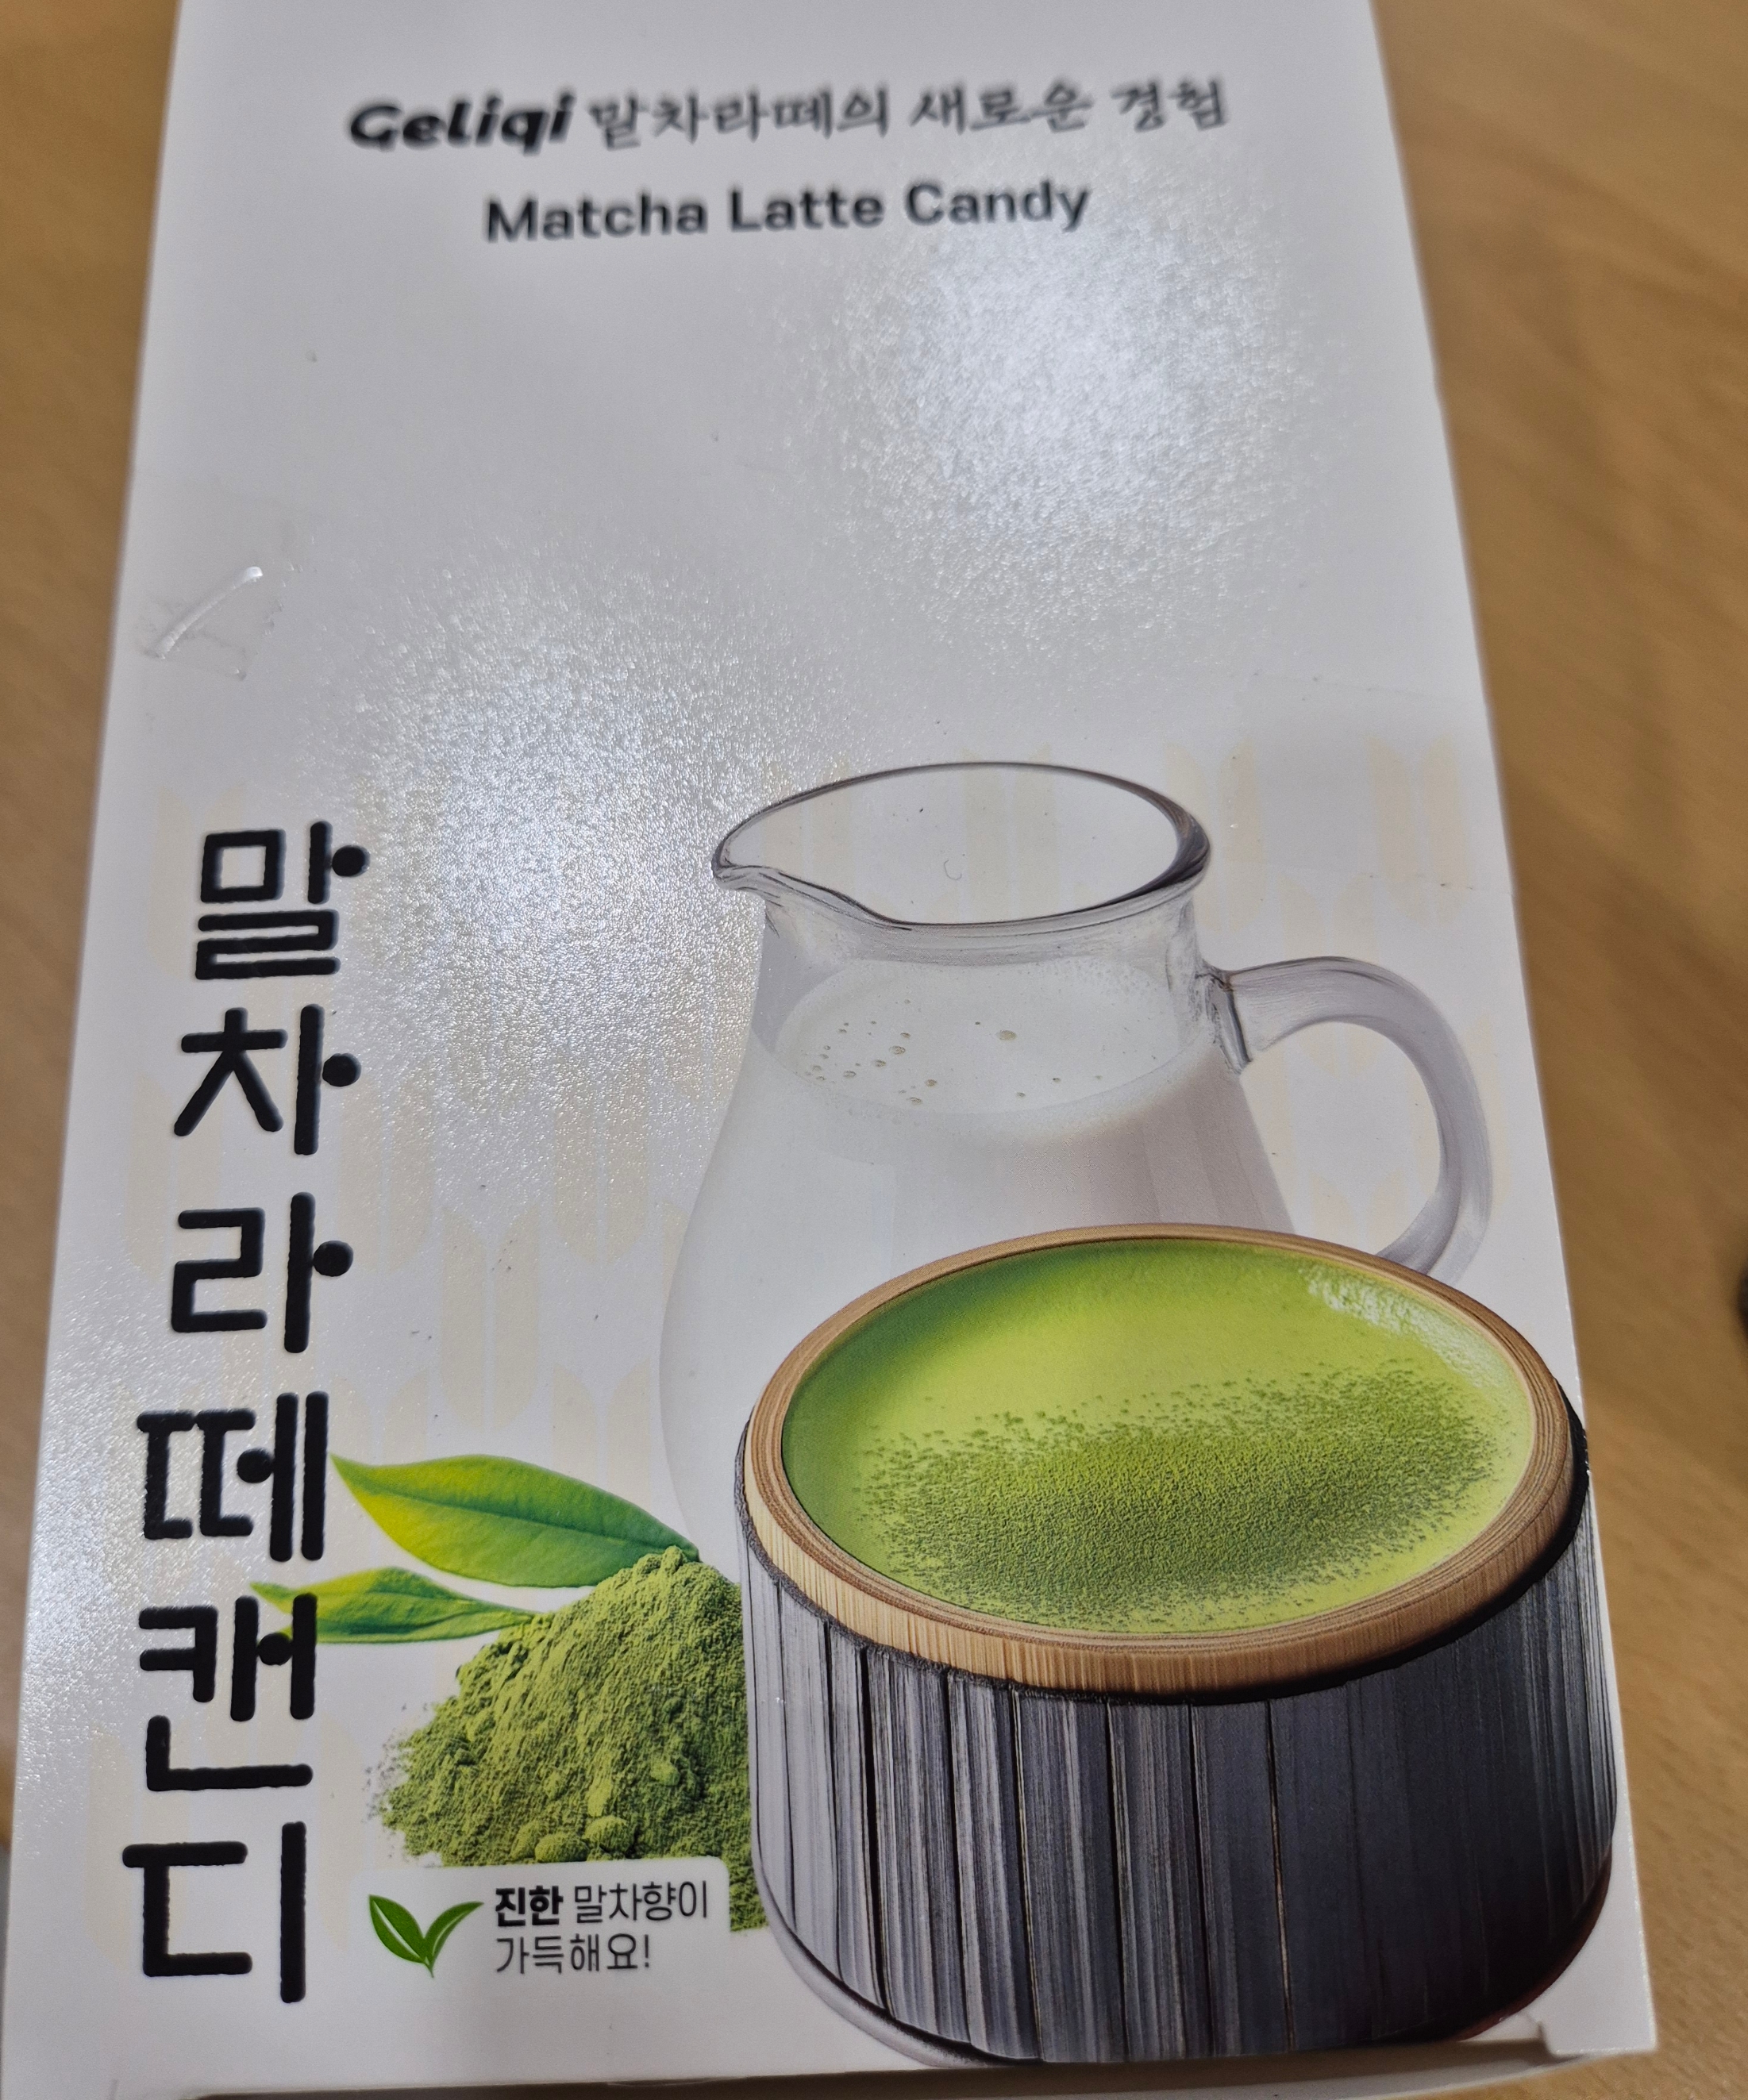 Geliqi 말차라떼의 새로운 경험
Matcha Latte Candy
말차라떼캔디
진한 말차향이
가득해요!